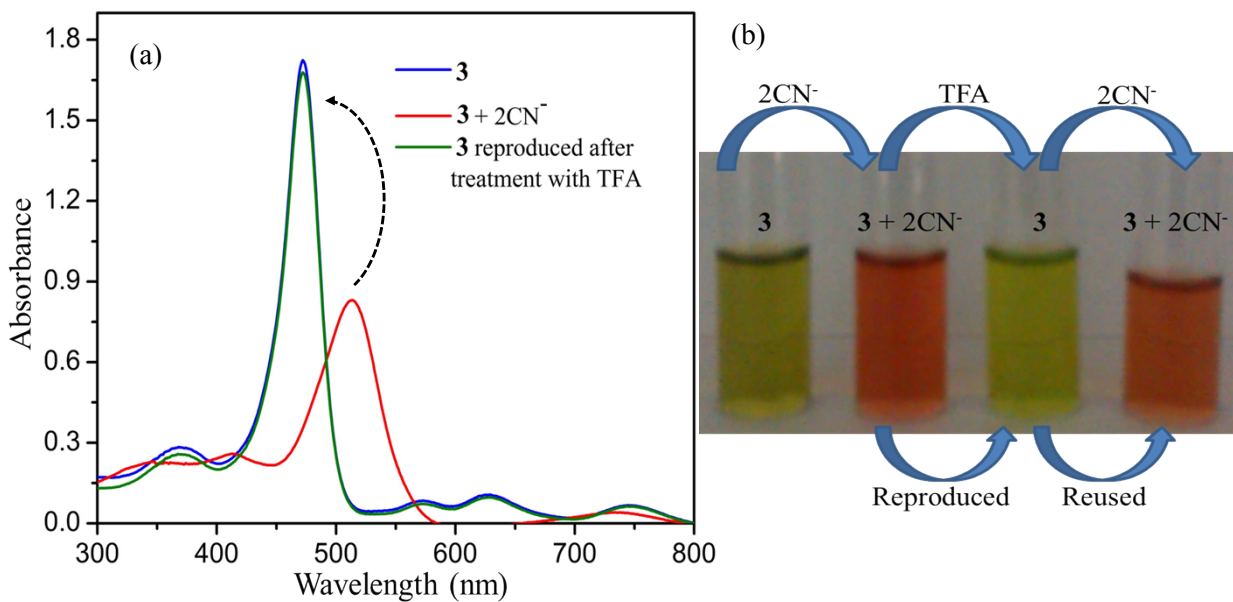 (a)
3
3 + 2CN⁻
3 reproduced after
treatment with TFA
1.8
1.5
1.2
0.9
0.6
0.3
0.0
Absorbance
300 400 500 600 700 800
Wavelength (nm)
(b)
2CN⁻ TFA 2CN⁻
3 3 + 2CN⁻ 3 3 + 2CN⁻
Reproduced Reused